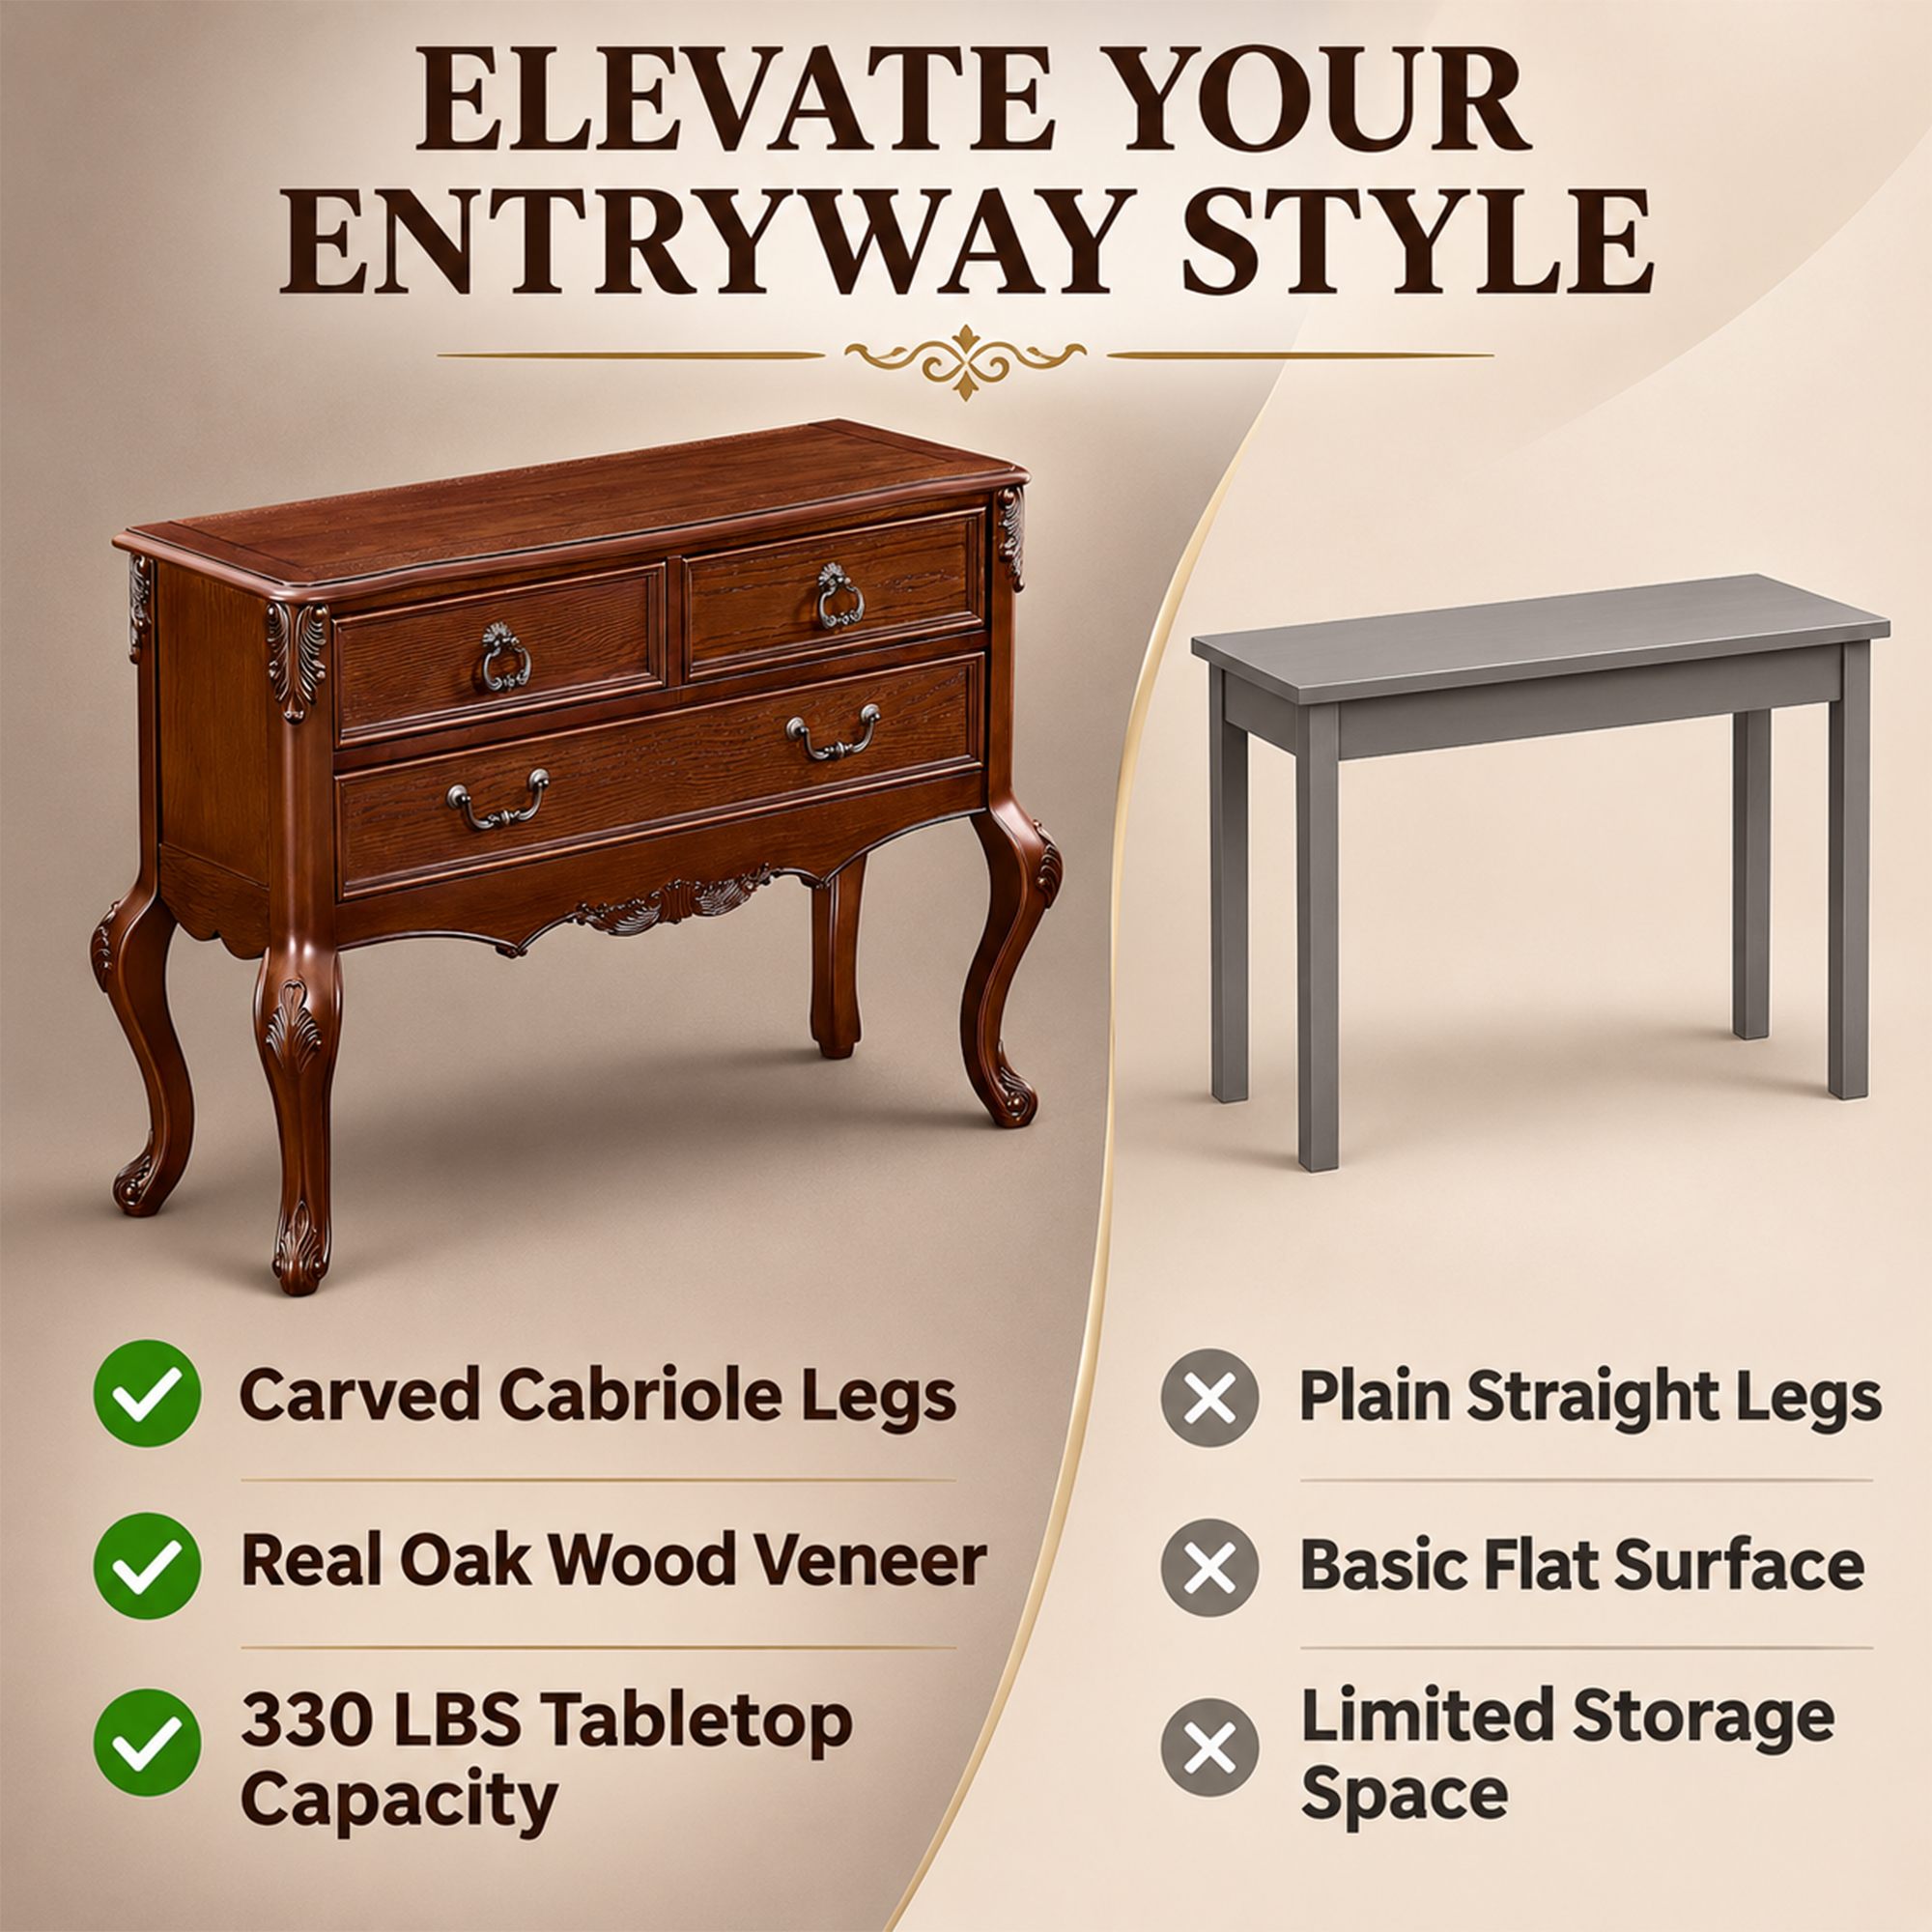 ELEVATE YOUR
ENTRYWAY STYLE
Carved Cabriole Legs
Real Oak Wood Veneer
330 LBS Tabletop
Capacity
Plain Straight Legs
Basic Flat Surface
Limited Storage
Space